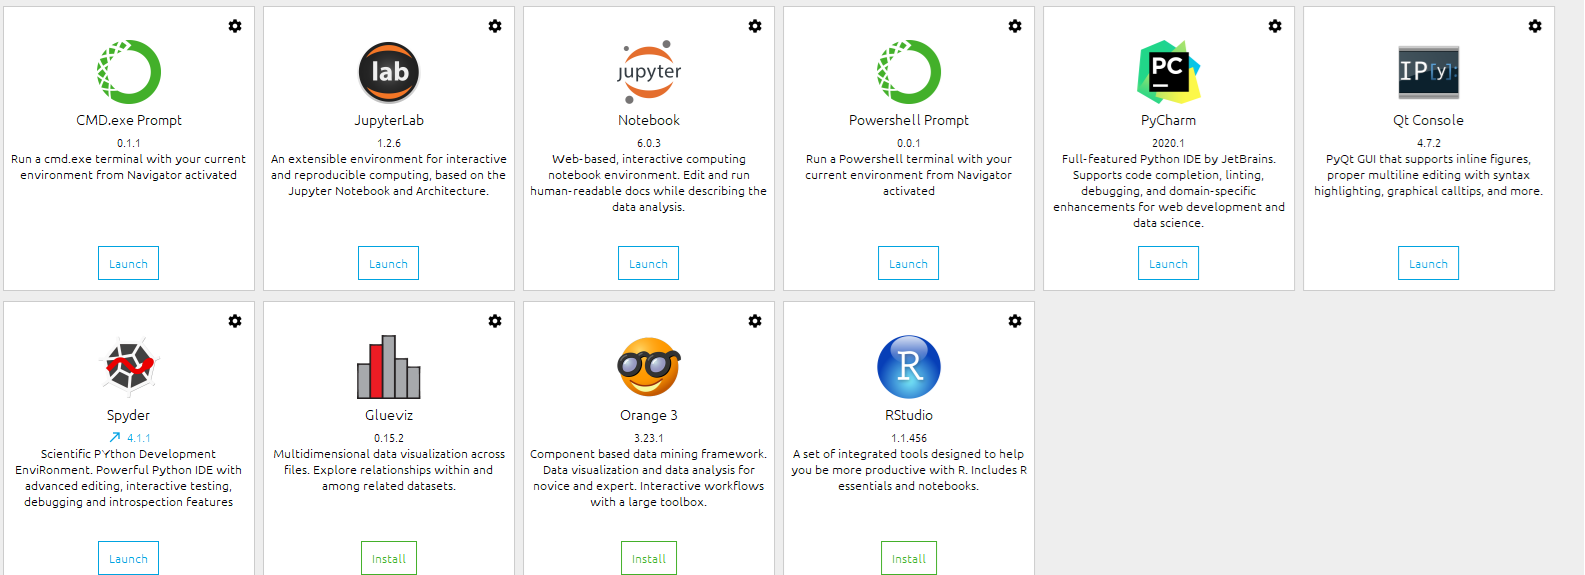 CMD.exe Prompt
0.1.1
Run a cmd.exe terminal with your current
environment from Navigator activated
Launch
lab
JupyterLab
1.2.6
An extensible environment for interactive
and reproducible computing, based on the
Jupyter Notebook and Architecture.
Launch
jupyter
Notebook
6.0.3
Web-based, interactive computing
notebook environment. Edit and run
human-readable docs while describing the
data analysis.
Launch
Powershell Prompt
0.0.1
Run a Powershell terminal with your
current environment from Navigator
activated
Launch
PC
PyCharm
2020.1
Full-featured Python IDE by JetBrains.
Supports code completion, linting,
debugging, and domain-specific
enhancements for web development and
data science.
Launch
IP[y]:
Qt Console
4.7.2
PyQt GUI that supports inline figures,
proper multiline editing with syntax
highlighting, graphical calltips, and more.
Launch
Spyder
4.1.1
Scientific PYthon Development
EnviRonment. Powerful Python IDE with
advanced editing, interactive testing,
debugging and introspection features
Launch
Glueviz
0.15.2
Multidimensional data visualization across
files. Explore relationships within and
among related datasets.
Install
Orange 3
3.23.1
Component based data mining framework.
Data visualization and data analysis for
novice and expert. Interactive workflows
with a large toolbox.
Install
R
RStudio
1.1.456
A set of integrated tools designed to help
you be more productive with R. Includes R
essentials and notebooks.
Install